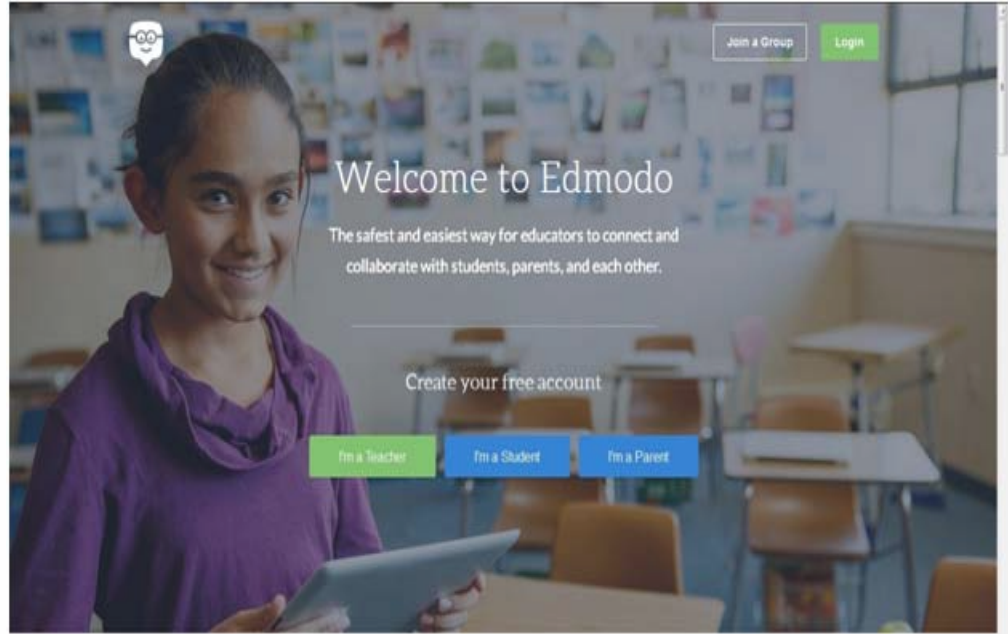 Join a Group
Login
Welcome to Edmodo
The safest and easiest way for educators to connect and
collaborate with students, parents, and each other.
Create your free account
I'm a Teacher
I'm a Student
I'm a Parent